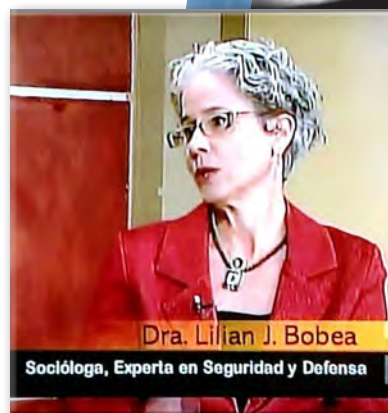 Dra. Lilian J. Bobea
Socióloga, Experta en Seguridad y Defensa